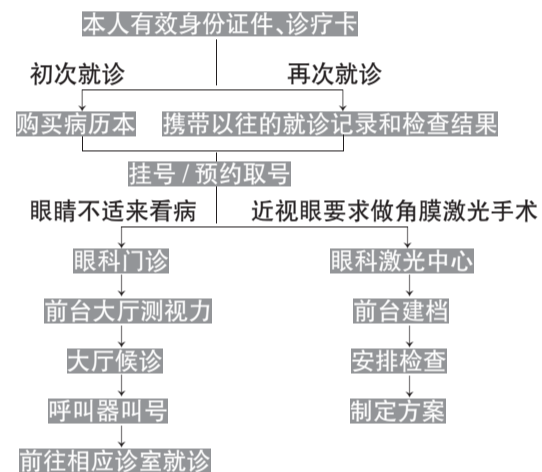 本人有效身份证件、诊疗卡
初次就诊
再次就诊
购买病历本
携带以往的就诊记录和检查结果
挂号/预约取号
眼睛不适来看病
近视眼要求做角膜激光手术
眼科门诊
眼科激光中心
前台大厅测视力
前台建档
大厅候诊
安排检查
呼叫器叫号
制定方案
前往相应诊室就诊